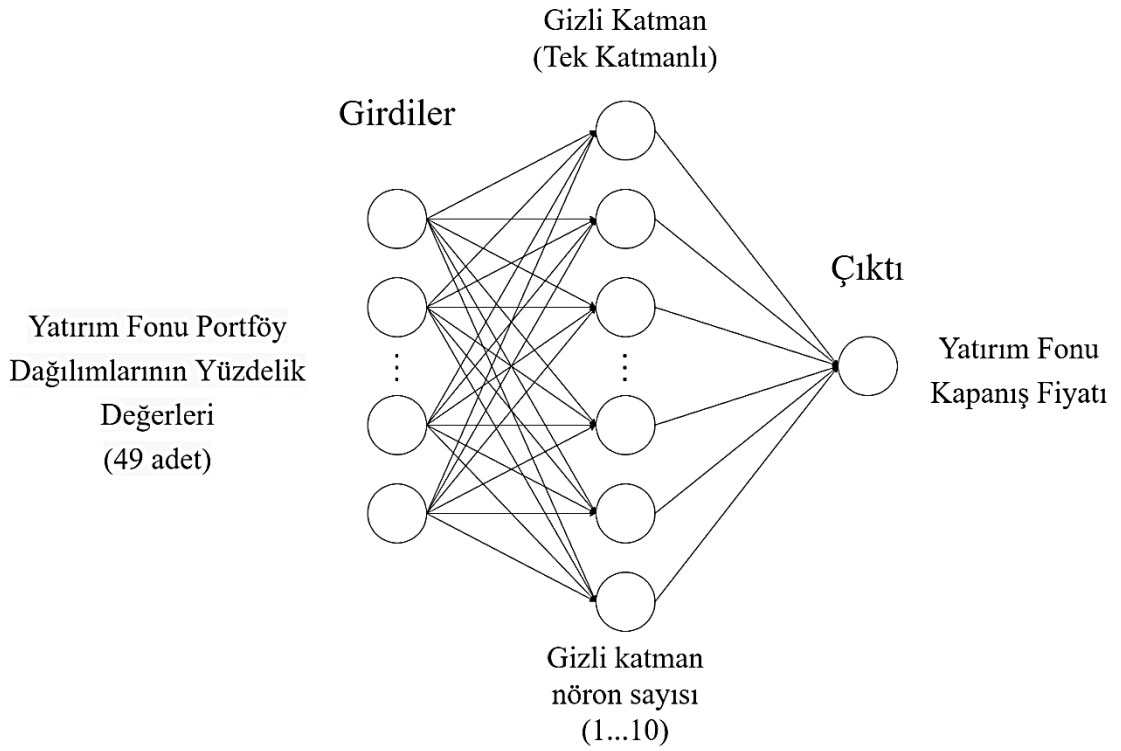 Gizli Katman
(Tek Katmanlı)
Girdiler
Çıktı
Yatırım Fonu Portföy
Dağılımlarının Yüzdelik
Değerleri
(49 adet)
Yatırım Fonu
Kapanış Fiyatı
Gizli katman
nöron sayısı
(1...10)